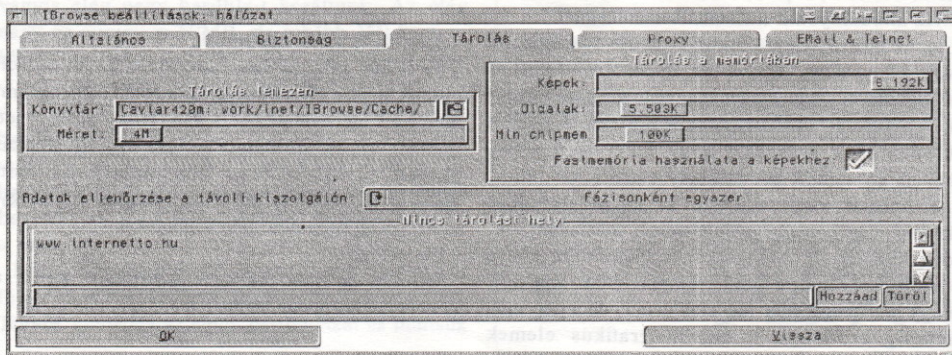 IBrowse beállítások: hálózat
Általános
Biztonság
Tárolás
Proxy
EMail & Telnet
Tárolás lemezen
Könyvtár: Caviar420m: work/inet/IBrowse/Cache/
Méret: 4M
Tárolás a memóriában
Képek: 8.192K
Oldalak: 5.503K
Min chipmem 100K
Fastmemória használata a képekhez:
Adatok ellenőrzése a távoli kiszolgálón: Fázisonként egyszer
Nincs tárolási hely
www.internetto.hu
Hozzáad Töröl
OK
Vissza
elemek